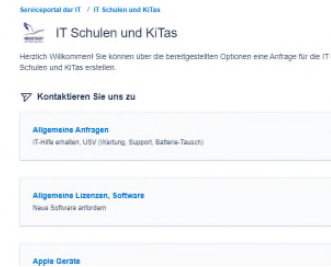 Serviceportal der IT / IT Schulen und KiTas
IT Schulen und KiTas
Herzlich Willkommen! Sie können über die bereitgestellten Optionen eine Anfrage für die IT
Schulen und KiTas erstellen.
Kontaktieren Sie uns zu
Allgemeine Anfragen
IT-Hilfe erhalten, USV (Wartung, Support, Batterie-Tausch)
Allgemeine Lizenzen, Software
Neue Software anfordern
Apple Geräte